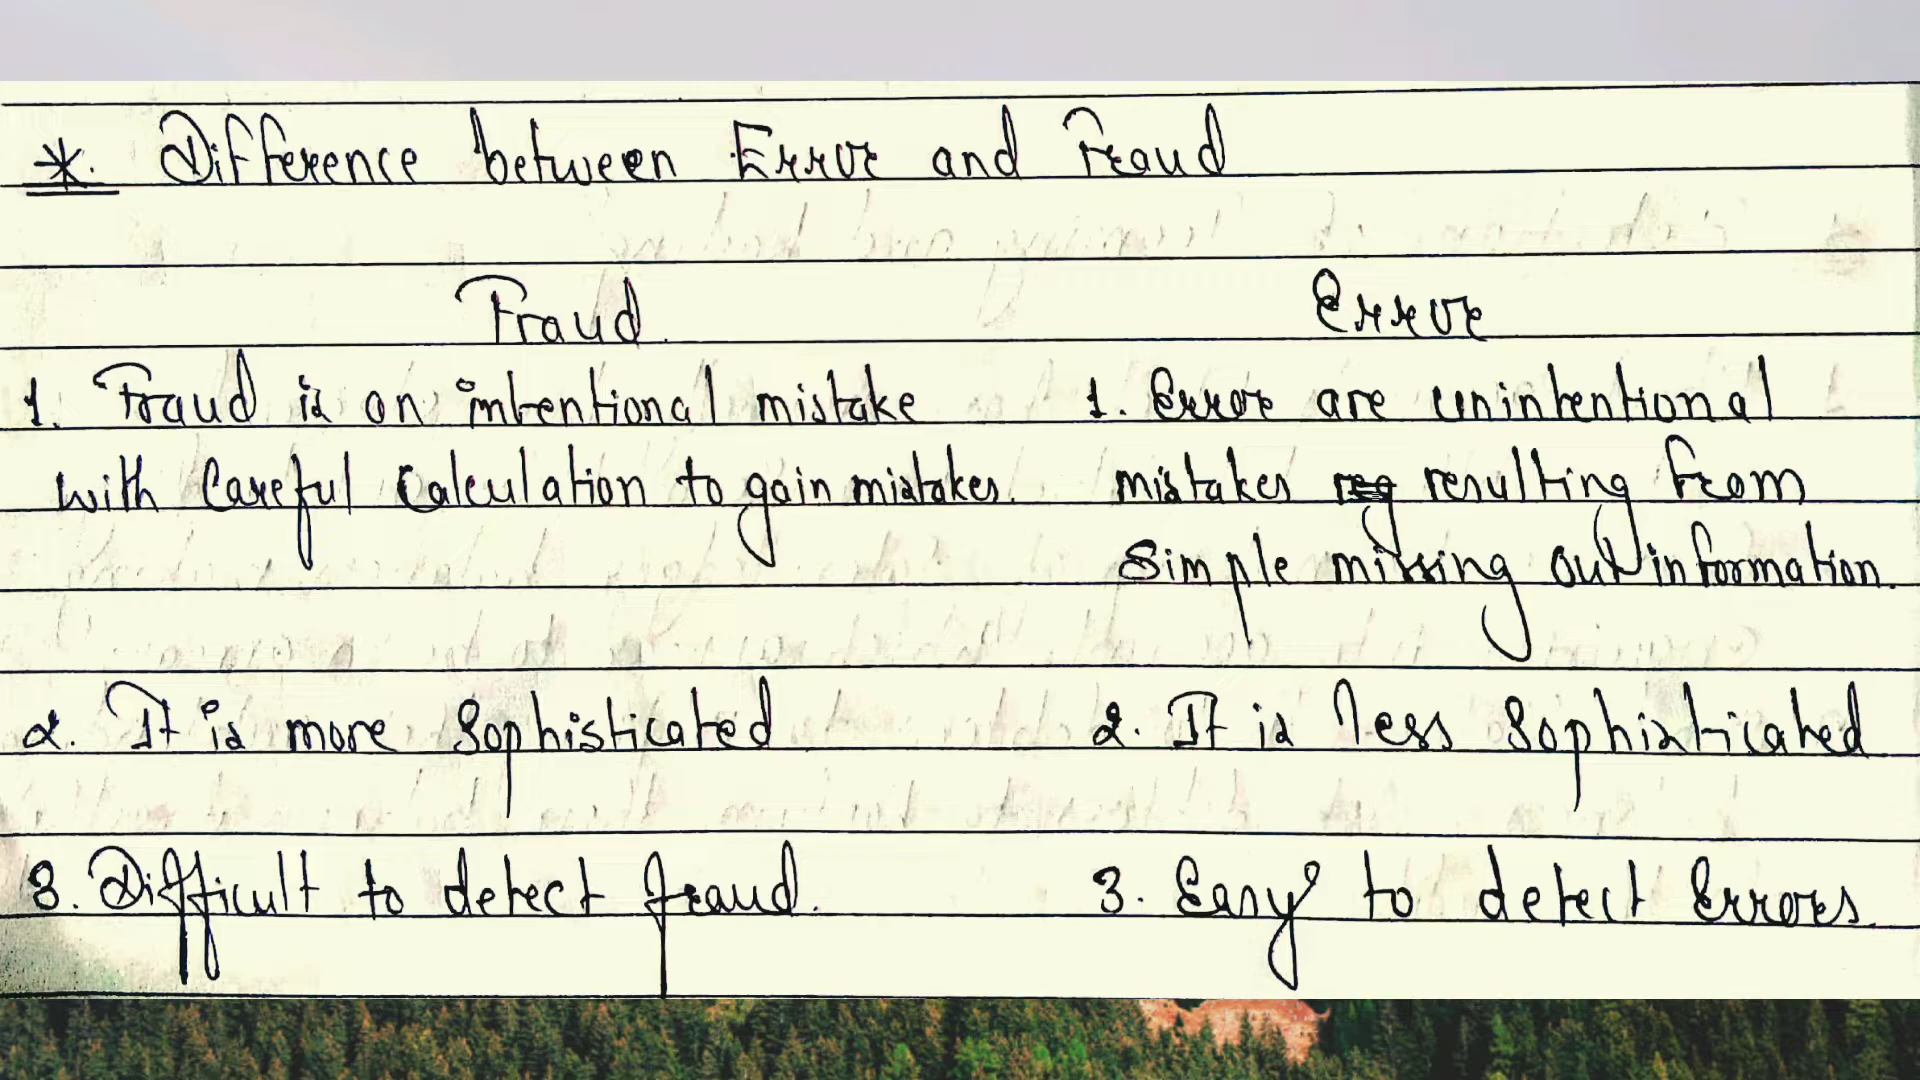 *. Difference between Error and Fraud
Fraud Error
1. Fraud is an intentional mistake 1. Error are unintentional
with Careful Calculation to gain mistakes. mistakes resulting from
Simple missing out information.
2. It is more Sophisticated 2. It is less Sophisticated
3. Difficult to detect fraud. 3. Easy to detect Errors.